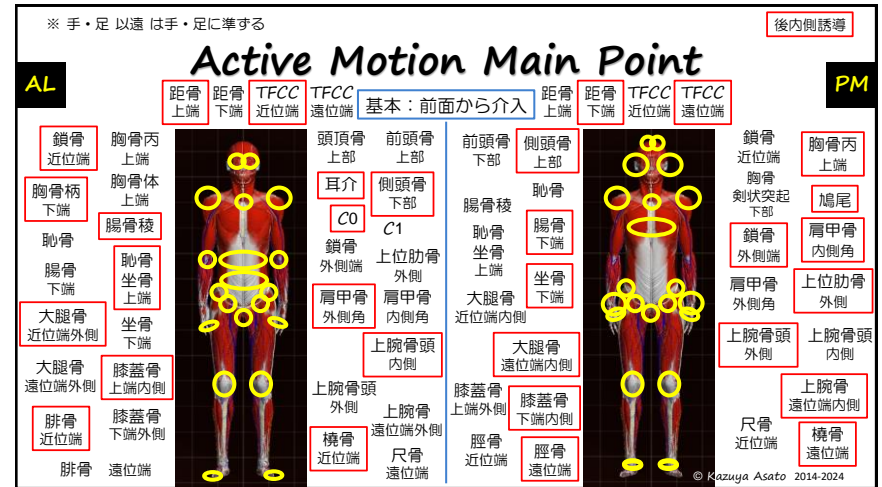 ※ 手・足 以遠 は手・足に準ずる
後内側誘導
Active Motion Main Point
AL
PM
距骨
上端
距骨
下端
TFCC
近位端
TFCC
遠位端
基本：前面から介入
距骨
上端
距骨
下端
TFCC
近位端
TFCC
遠位端
鎖骨
近位端
胸骨丙
上端
胸骨柄
下端
胸骨体
上端
腸骨稜
恥骨
恥骨
坐骨
上端
腸骨
下端
大腿骨
近位端外側
坐骨
下端
大腿骨
遠位端外側
膝蓋骨
上端内側
腓骨
近位端
膝蓋骨
下端外側
腓骨 遠位端
頭頂骨
上部
前頭骨
上部
耳介
側頭骨
下部
C0
C1
鎖骨
外側端
上位肋骨
外側
肩甲骨
外側角
肩甲骨
内側角
上腕骨頭
内側
上腕骨頭
外側
上腕骨
遠位端外側
橈骨
近位端
尺骨
遠位端
前頭骨
下部
側頭骨
上部
恥骨
腸骨稜
恥骨
坐骨
上端
腸骨
下端
坐骨
下端
大腿骨
近位端内側
大腿骨
遠位端内側
膝蓋骨
上端外側
膝蓋骨
下端内側
脛骨
近位端
脛骨
遠位端
鎖骨
近位端
胸骨丙
上端
胸骨
剣状突起
下部
鳩尾
鎖骨
外側端
肩甲骨
内側角
肩甲骨
外側角
上位肋骨
外側
上腕骨頭
外側
上腕骨頭
内側
上腕骨
遠位端内側
尺骨
近位端
橈骨
遠位端
© Kazuya Asato 2014-2024